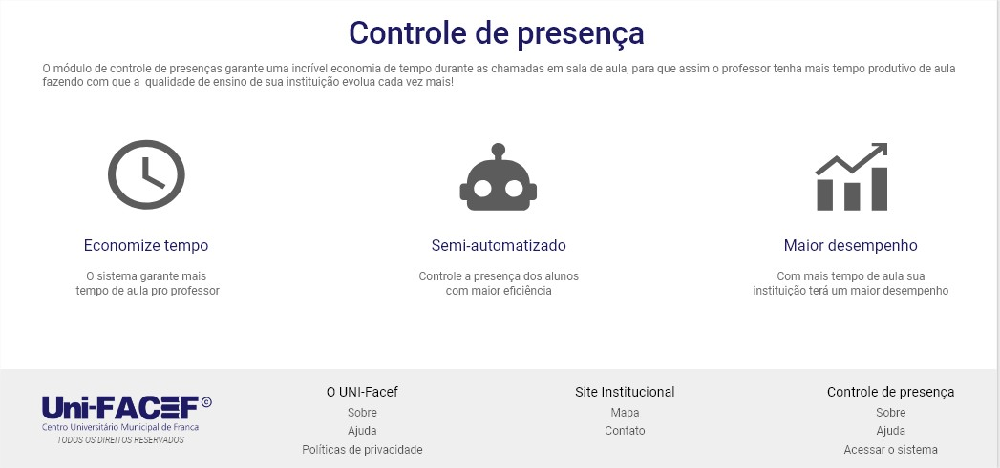 Controle de presença
O módulo de controle de presenças garante uma incrível economia de tempo durante as chamadas em sala de aula, para que assim o professor tenha mais tempo produtivo de aula
fazendo com que a  qualidade de ensino de sua instituição evolua cada vez mais!
Economize tempo
O sistema garante mais
tempo de aula pro professor
Semi-automatizado
Controle a presença dos alunos
com maior eficiência
Maior desempenho
Com mais tempo de aula sua
instituição terá um maior desempenho
Uni-FACEF ©
Centro Universitário Municipal de Franca
TODOS OS DIREITOS RESERVADOS
O UNI-Facef
Sobre
Ajuda
Políticas de privacidade
Site Institucional
Mapa
Contato
Controle de presença
Sobre
Ajuda
Acessar o sistema